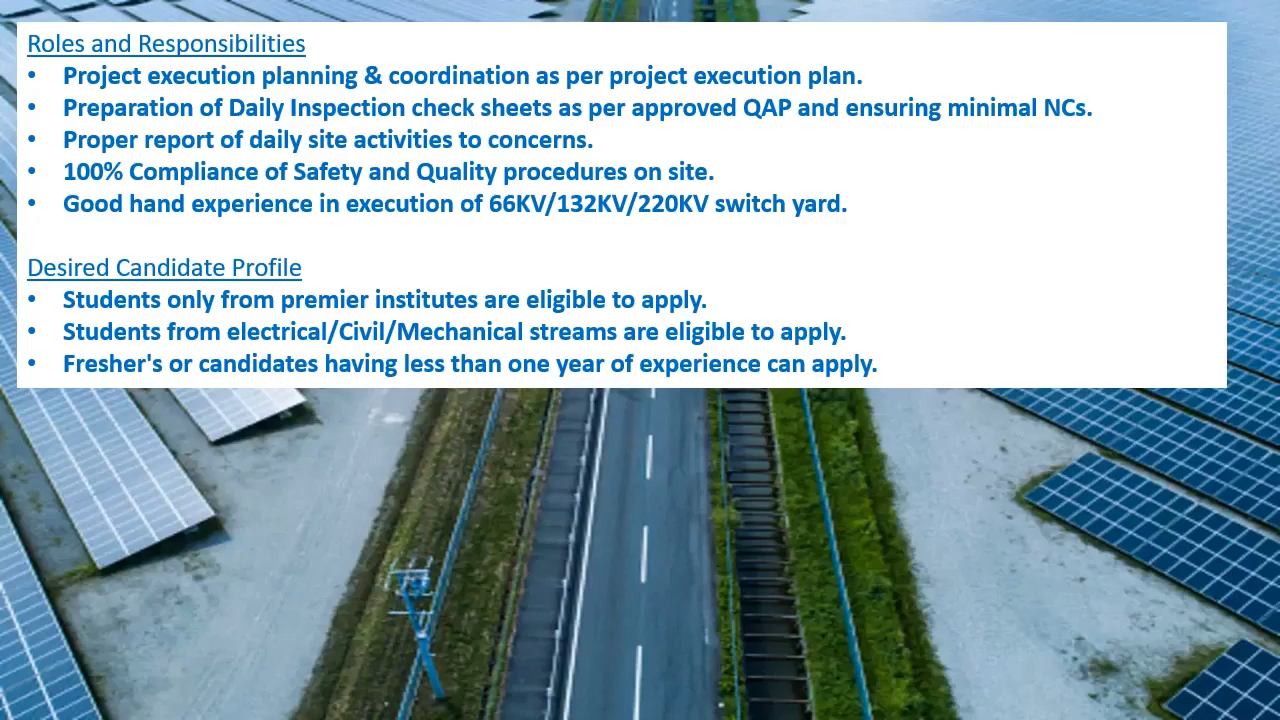 Roles and Responsibilities
• Project execution planning & coordination as per project execution plan.
• Preparation of Daily Inspection check sheets as per approved QAP and ensuring minimal NCs.
• Proper report of daily site activities to concerns.
• 100% Compliance of Safety and Quality procedures on site.
• Good hand experience in execution of 66KV/132KV/220KV switch yard.
Desired Candidate Profile
• Students only from premier institutes are eligible to apply.
• Students from electrical/Civil/Mechanical streams are eligible to apply.
• Fresher's or candidates having less than one year of experience can apply.